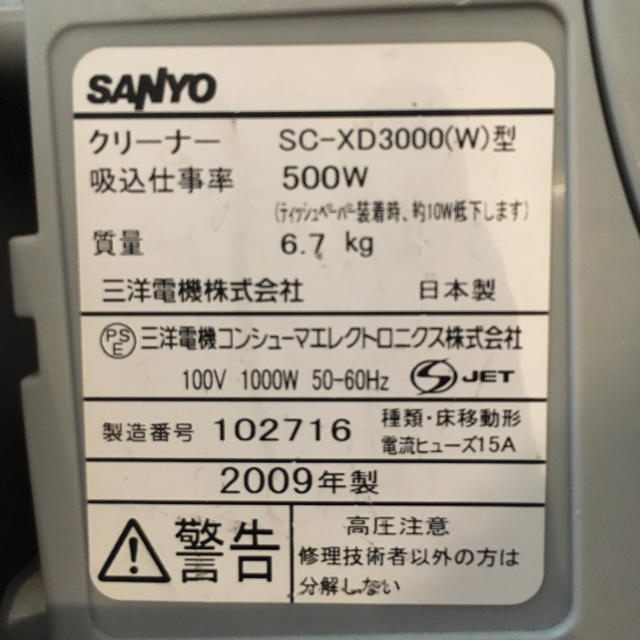 SANYO
クリーナー SC-XD3000(W)型
吸込仕事率 500W
(ティッシュペーパー装着時、約10W低下します)
質量 6.7 kg
三洋電機株式会社 日本製
PSE 三洋電機コンシューマエレクトロニクス株式会社
100V 1000W 50-60Hz S JET
製造番号 102716 種類・床移動形
電流ヒューズ15A
2009年製
警告 高圧注意
修理技術者以外の方は
分解しない